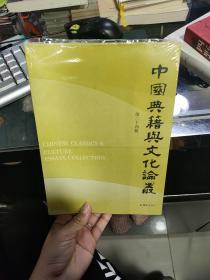 中國典籍與文化論叢
CHINESE CLASSICS &
CULTURE
ESSAYS COLLECTION